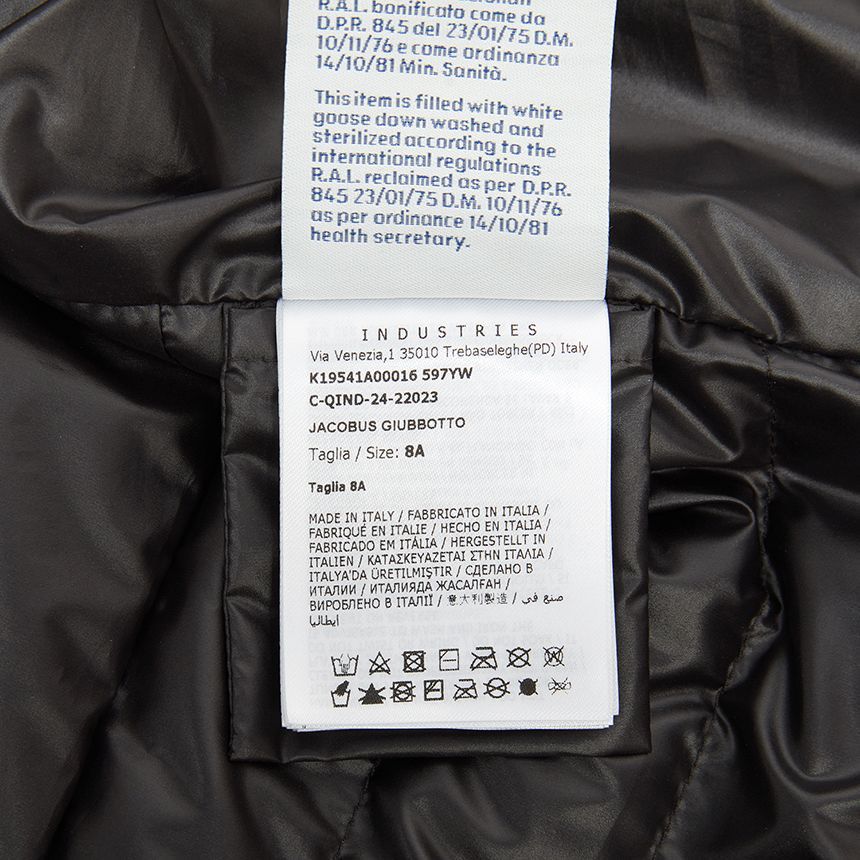 R.A.L. bonificato come da
D.P.R. 845 del 23/01/75 D.M.
10/11/76 e come ordinanza
14/10/81 Min. Sanità.
This item is filled with white
goose down washed and
sterilized according to the
international regulations
R.A.L. reclaimed as per D.P.R.
845 23/01/75 D.M. 10/11/76
as per ordinance 14/10/81
health secretary.
INDUSTRIES
Via Venezia,1 35010 Trebaseleghe(PD) Italy
K19541A00016 597YW
C-QIND-24-22023
JACOBUS GIUBBOTTO
Taglia / Size: 8A
Taglia 8A
MADE IN ITALY / FABBRICATO IN ITALIA /
FABRIQUÉ EN ITALIE / HECHO EN ITALIA /
FABRICADO EM ITÁLIA / HERGESTELLT IN
ITALIEN / ΚΑΤΑΣΚΕΥΑΖΕΤΑΙ ΣΤΗΝ ΙΤΑΛΙΑ /
ITALYA'DA ÜRETILMIŞTIR / СДЕЛАНО В
ИТАЛИИ / ИТАЛИЯДА ЖАСАЛҒАН /
ВИРОБЛЕНО В ІТАЛІЇ / 意大利製造 / صنع في
ايطاليا